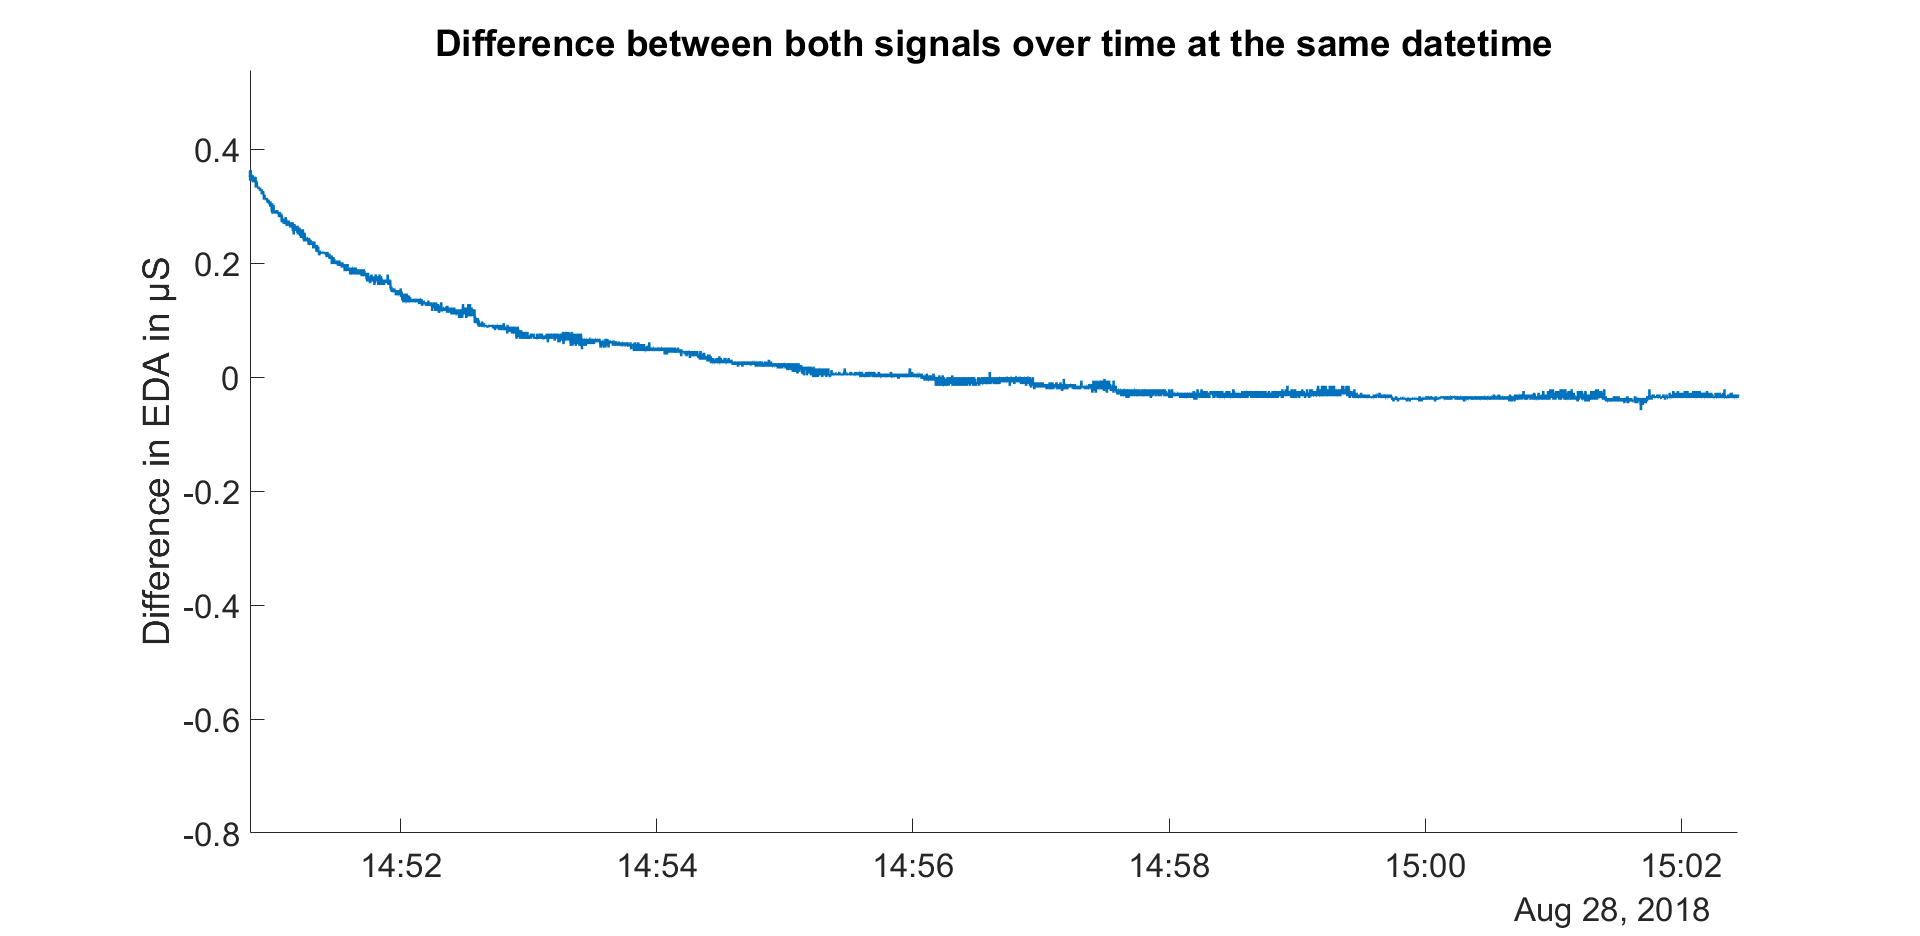 Difference between both signals over time at the same datetime
Difference in EDA in μS
0.4
0.2
0
-0.2
-0.4
-0.6
-0.8
14:52 14:54 14:56 14:58 15:00 15:02
Aug 28, 2018